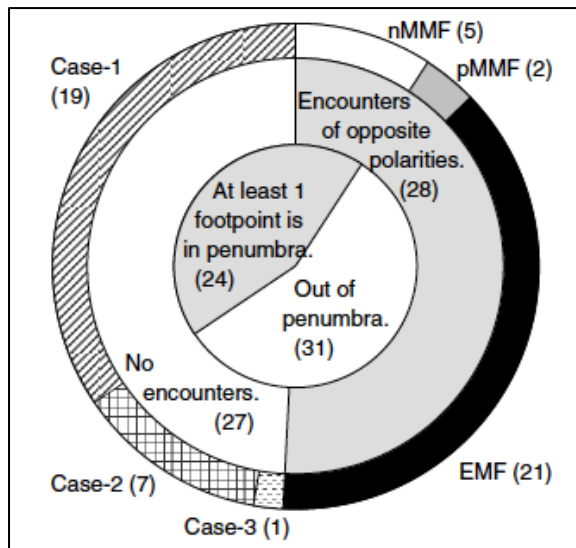 nMMF (5)
pMMF (2)
Case-1
(19)
Encounters
of opposite
polarities.
(28)
At least 1
footpoint is
in penumbra.
(24)
Out of
penumbra.
(31)
No
encounters.
(27)
EMF (21)
Case-2 (7)
Case-3 (1)